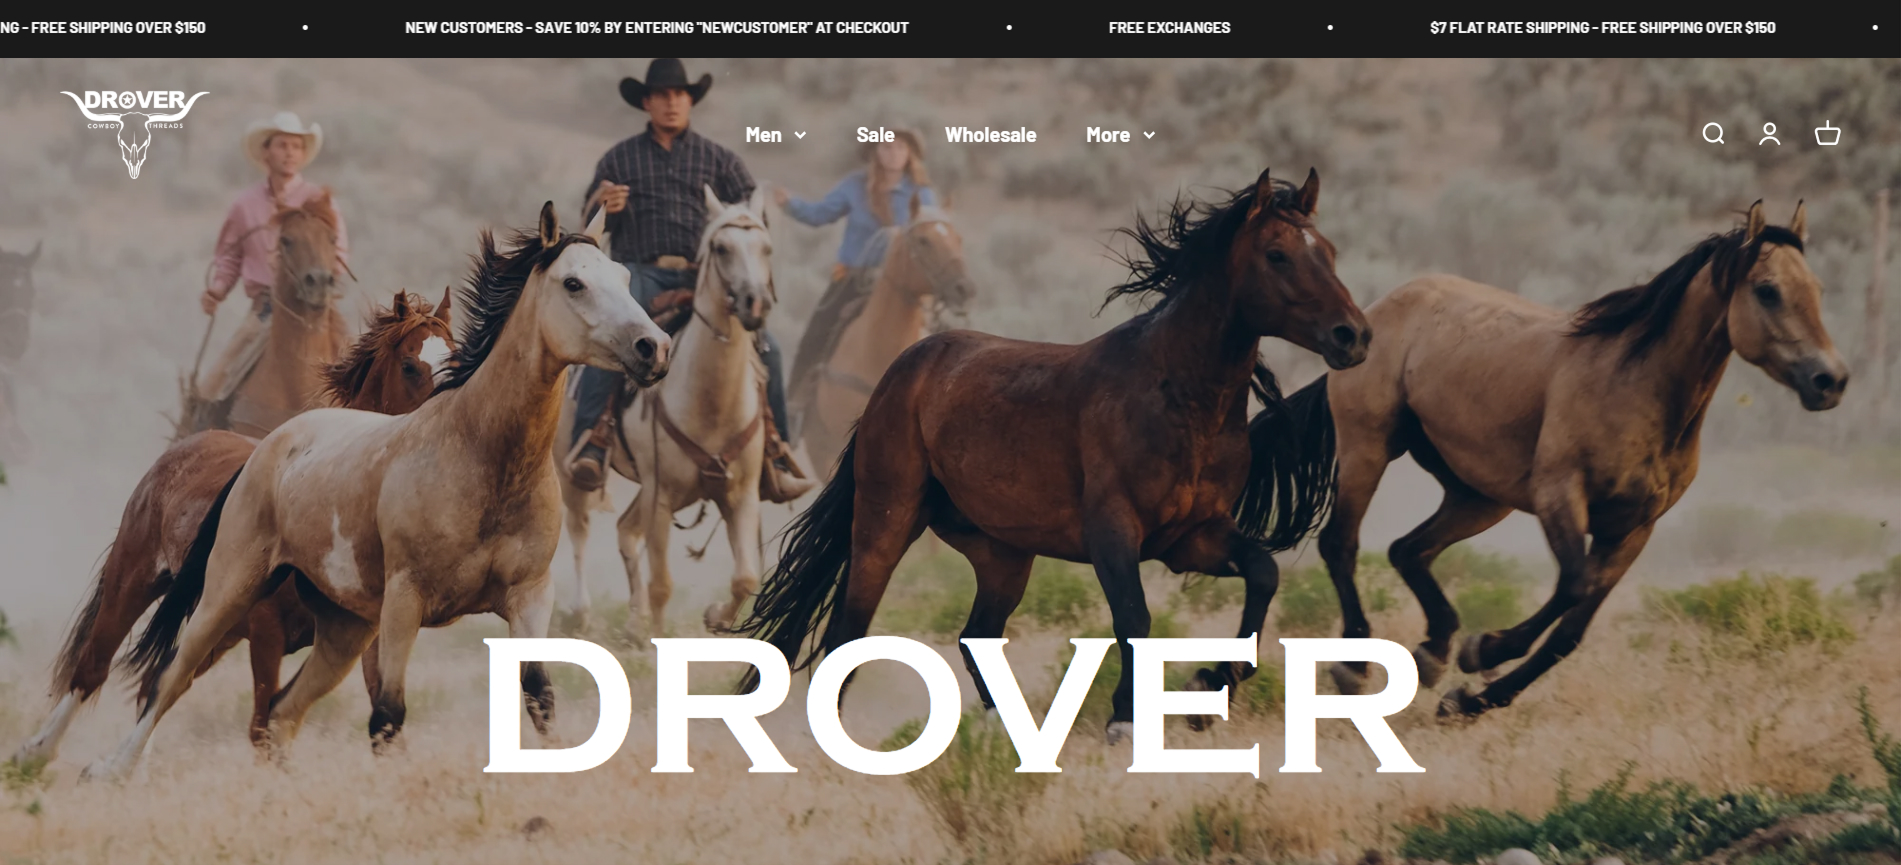 NG - FREE SHIPPING OVER $150 • NEW CUSTOMERS - SAVE 10% BY ENTERING "NEWCUSTOMER" AT CHECKOUT • FREE EXCHANGES • $7 FLAT RATE SHIPPING - FREE SHIPPING OVER $150 •
DROVER
COWBOY THREADS
Men Sale Wholesale More
DROVER